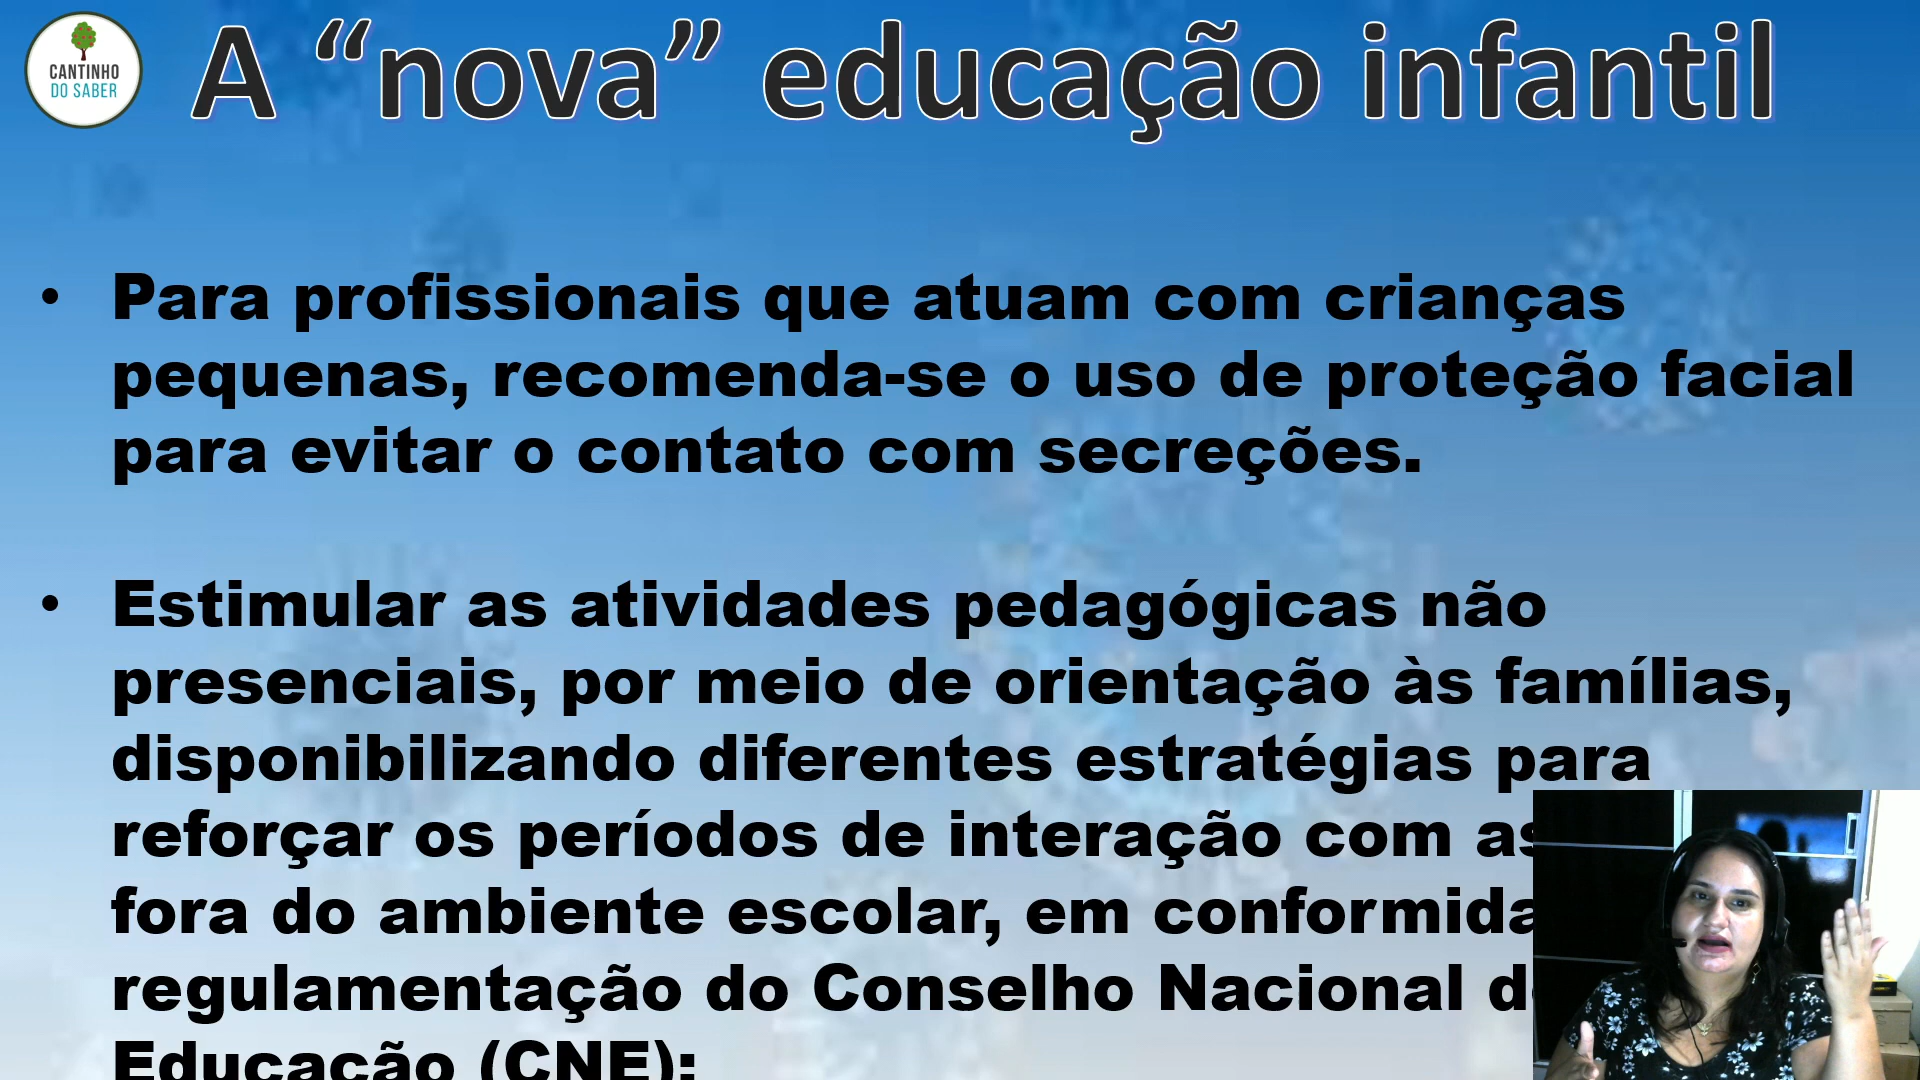 CANTINHO
DO SABER
A “nova” educação infantil
• Para profissionais que atuam com crianças
pequenas, recomenda-se o uso de proteção facial
para evitar o contato com secreções.
• Estimular as atividades pedagógicas não
presenciais, por meio de orientação às famílias,
disponibilizando diferentes estratégias para
reforçar os períodos de interação com as
fora do ambiente escolar, em
regulamentação do Conselho Nacional
Educação (CNE);